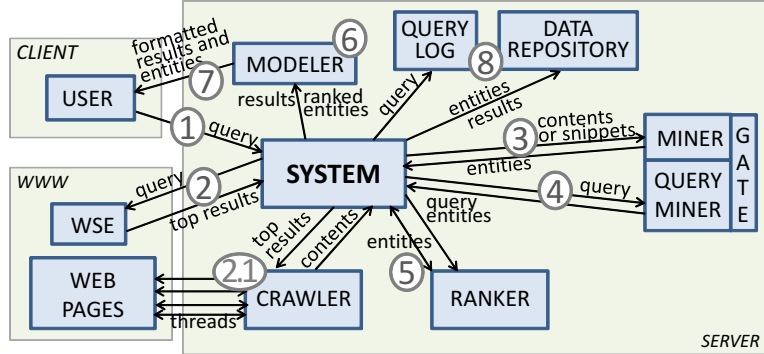 CLIENT
formatted
results and
entities
7
USER
1
query
MODELER
6
results
ranked
entities
QUERY
LOG
8
DATA
REPOSITORY
query
entities
results
SYSTEM
3
contents
or snippets
entities
MINER
QUERY
MINER
GATE
4
query
query
entities
WWW
query
2
top results
WSE
WEB
PAGES
threads
2.1
top
results
contents
CRAWLER
entities
5
RANKER
SERVER